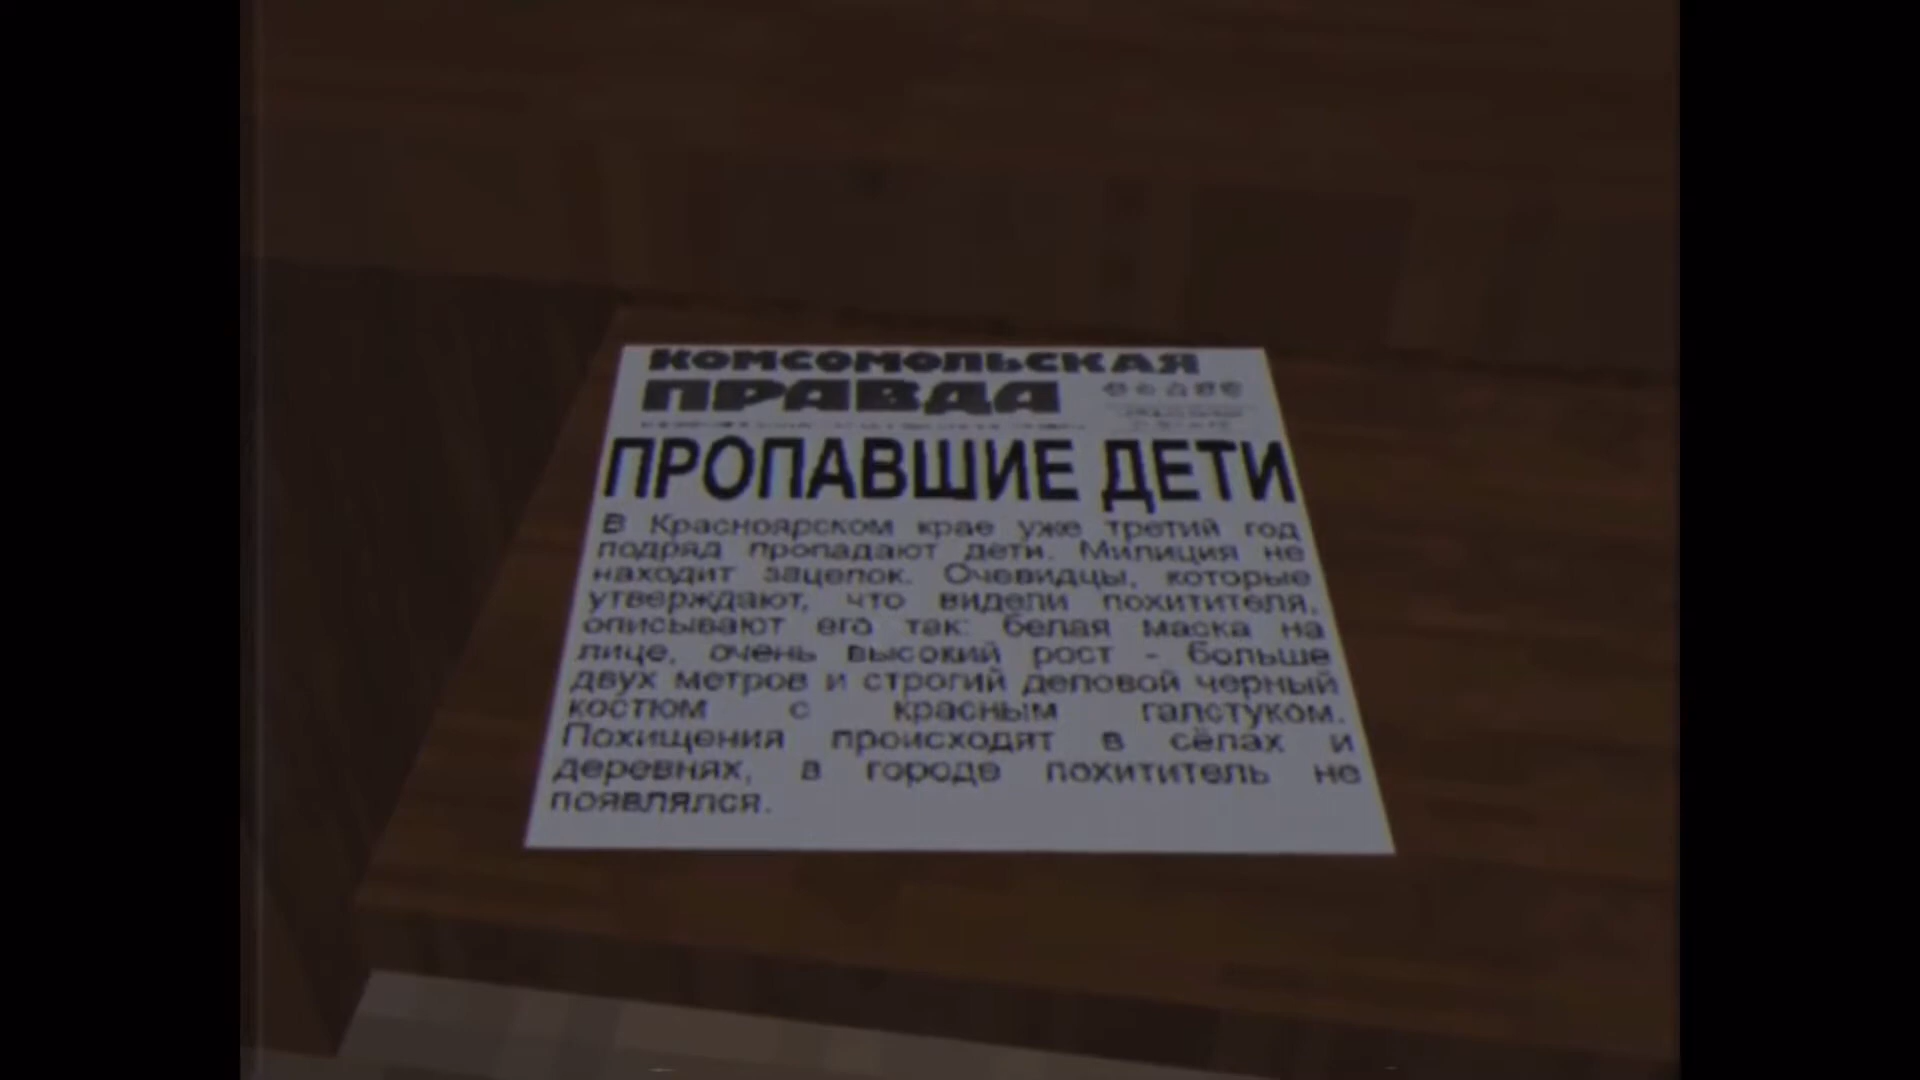 КОМСОМОЛЬСКАЯ
ПРАВДА
ПРОПАВШИЕ ДЕТИ
В Красноярском крае уже третий год
подряд пропадают дети. Милиция не
находит зацепок. Очевидцы, которые
утверждают, что видели похитителя,
описывают его так: белая маска на
лице, очень высокий рост - больше
двух метров и строгий деловой черный
костюм с красным галстуком.
Похищения происходят в сёлах и
деревнях, в городе похититель не
появлялся.